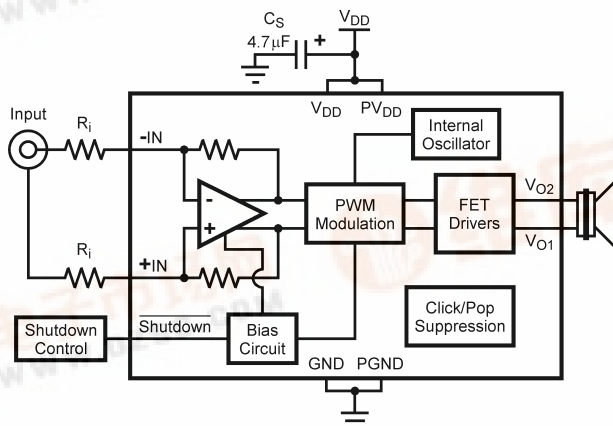 C_S
4.7μF
+
V_DD
V_DD PV_DD
Input
R_i
-IN
Internal
Oscillator
-
+
PWM
Modulation
FET
Drivers
V_O2
V_O1
R_i
+IN
Click/Pop
Suppression
Shutdown
Control
Shutdown
Bias
Circuit
GND PGND